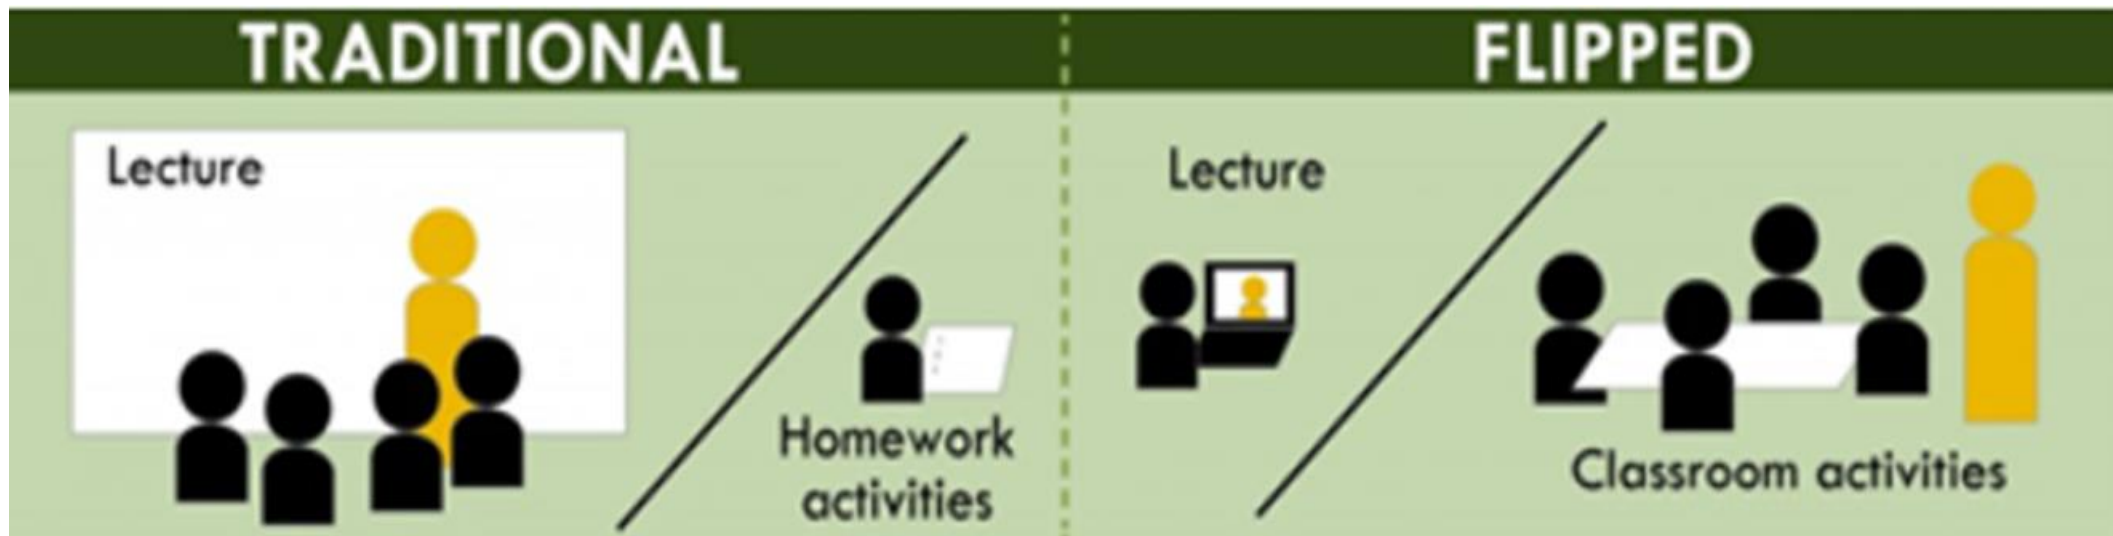 TRADITIONAL
Lecture
Homework
activities
FLIPPED
Lecture
Classroom activities